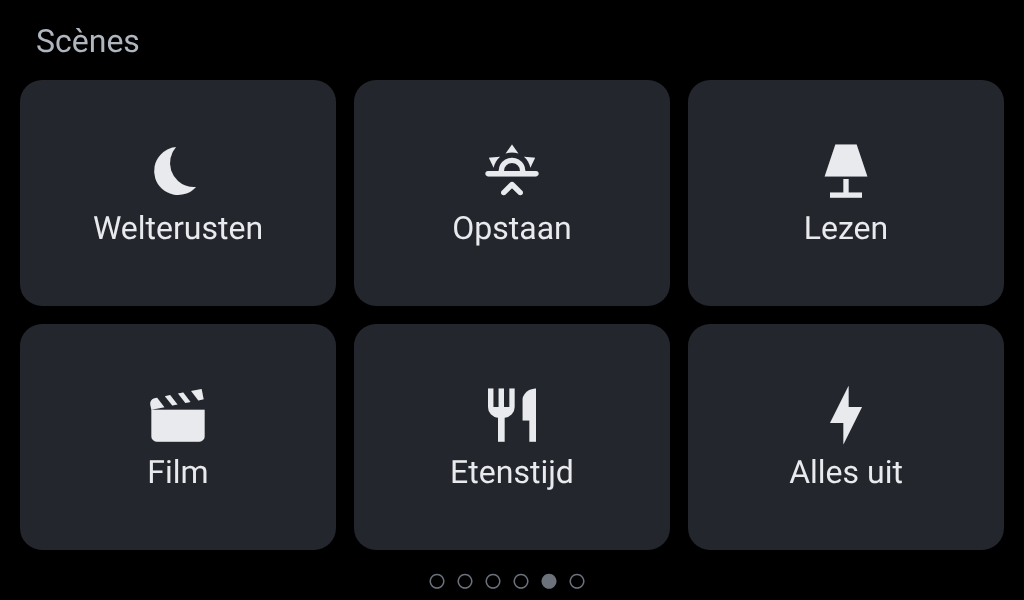 Scènes
Welterusten
Opstaan
Lezen
Film
Etenstijd
Alles uit